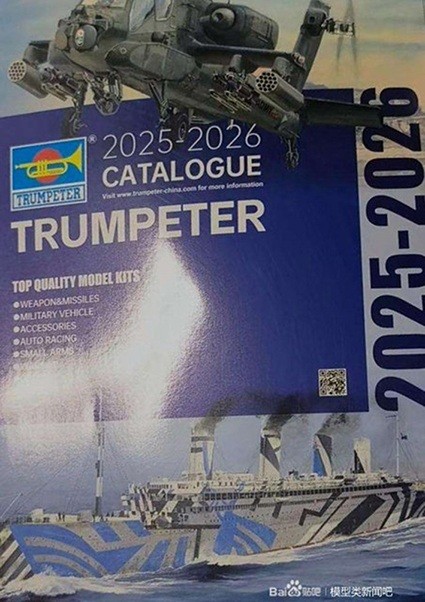 2025-2026
CATALOGUE
Visit www.trumpeter-china.com for more information
TRUMPETER
®
TRUMPETER
TOP QUALITY MODEL KITS
●WEAPON&MISSILES
●MILITARY VEHICLE
●ACCESSORIES
●AUTO RACING
●SMALL ARMS
2025-2026
Bai贴吧 | 模型类新闻吧